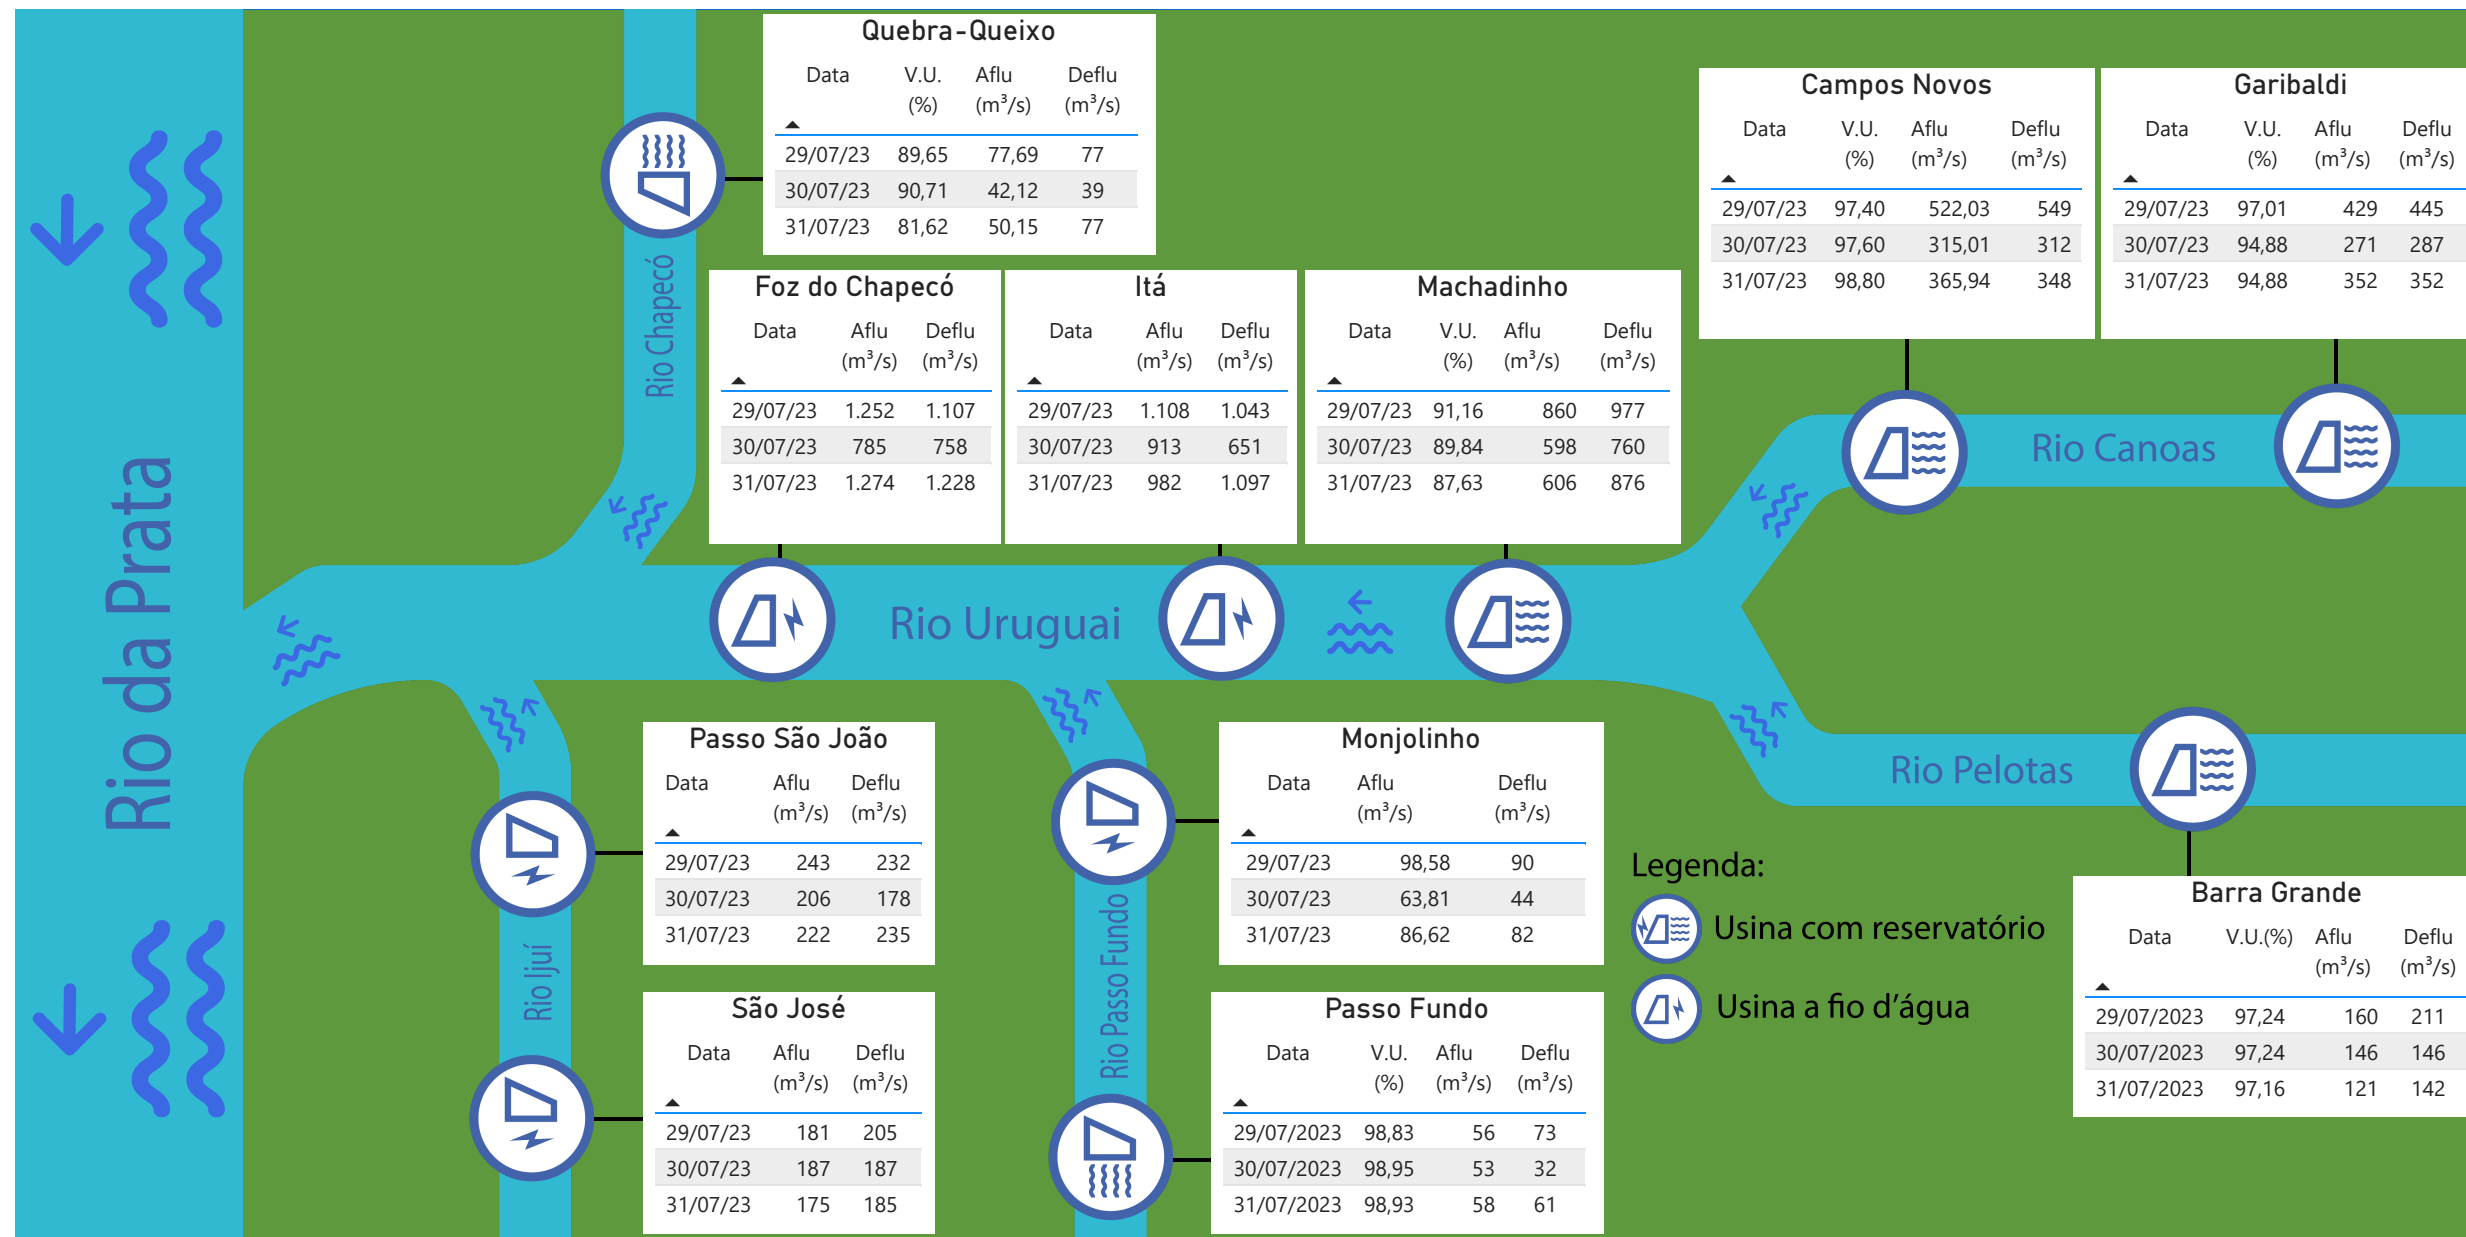 Quebra-Queixo
Data V.U. (%) Aflu (m³/s) Deflu (m³/s)
29/07/23 89,65 77,69 77
30/07/23 90,71 42,12 39
31/07/23 81,62 50,15 77
Campos Novos
Data V.U. (%) Aflu (m³/s) Deflu (m³/s)
29/07/23 97,40 522,03 549
30/07/23 97,60 315,01 312
31/07/23 98,80 365,94 348
Garibaldi
Data V.U. (%) Aflu (m³/s) Deflu (m³/s)
29/07/23 97,01 429 445
30/07/23 94,88 271 287
31/07/23 94,88 352 352
Rio Chapecó
Foz do Chapecó
Data Aflu (m³/s) Deflu (m³/s)
29/07/23 1.252 1.107
30/07/23 785 758
31/07/23 1.274 1.228
Itá
Data Aflu (m³/s) Deflu (m³/s)
29/07/23 1.108 1.043
30/07/23 913 651
31/07/23 982 1.097
Machadinho
Data V.U. (%) Aflu (m³/s) Deflu (m³/s)
29/07/23 91,16 860 977
30/07/23 89,84 598 760
31/07/23 87,63 606 876
Rio Canoas
Rio da Prata
Rio Uruguai
Rio Pelotas
Passo São João
Data Aflu (m³/s) Deflu (m³/s)
29/07/23 243 232
30/07/23 206 178
31/07/23 222 235
Monjolinho
Data Aflu (m³/s) Deflu (m³/s)
29/07/23 98,58 90
30/07/23 63,81 44
31/07/23 86,62 82
Legenda:
Usina com reservatório
Usina a fio d'água
Barra Grande
Data V.U.(%) Aflu (m³/s) Deflu (m³/s)
29/07/2023 97,24 160 211
30/07/2023 97,24 146 146
31/07/2023 97,16 121 142
Rio Ijuí
Rio Passo Fundo
São José
Data Aflu (m³/s) Deflu (m³/s)
29/07/23 181 205
30/07/23 187 187
31/07/23 175 185
Passo Fundo
Data V.U. (%) Aflu (m³/s) Deflu (m³/s)
29/07/2023 98,83 56 73
30/07/2023 98,95 53 32
31/07/2023 98,93 58 61